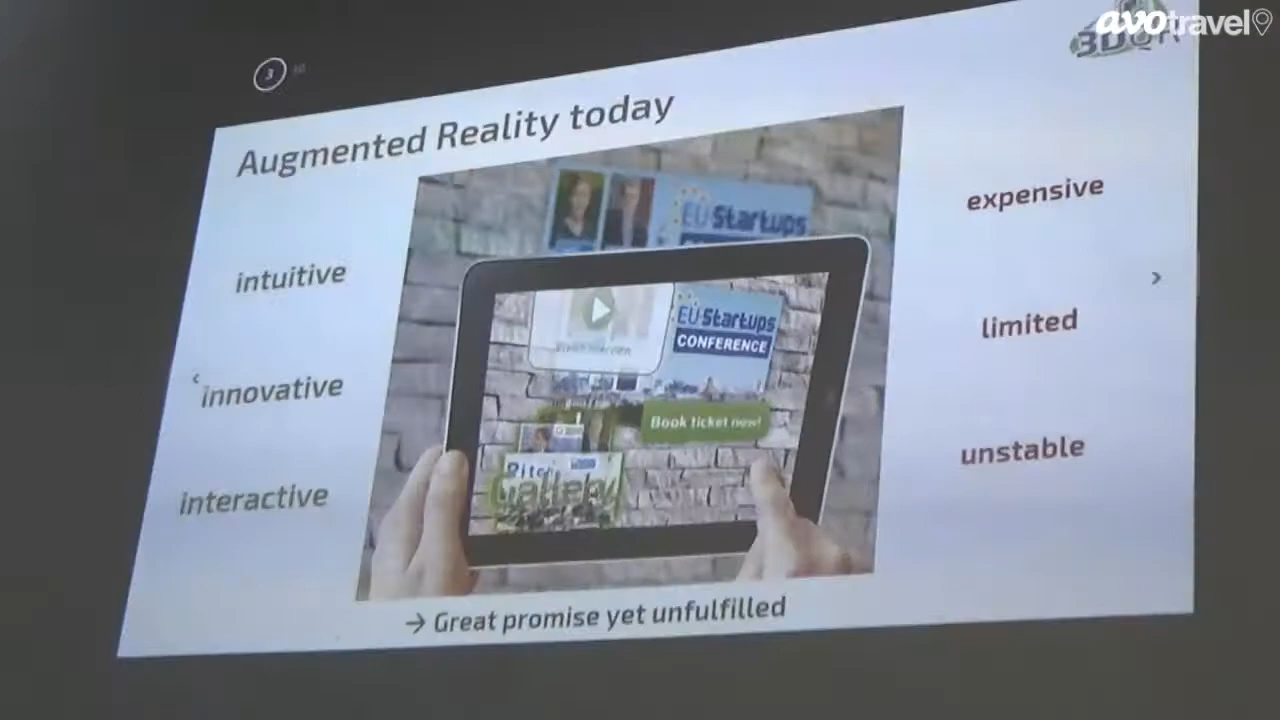 avotravel
3DQR
3
Augmented Reality today
intuitive
innovative
interactive
EU Startups
EU Startups
CONFERENCE
Book ticket now!
Gallery
expensive
limited
unstable
→ Great promise yet unfulfilled